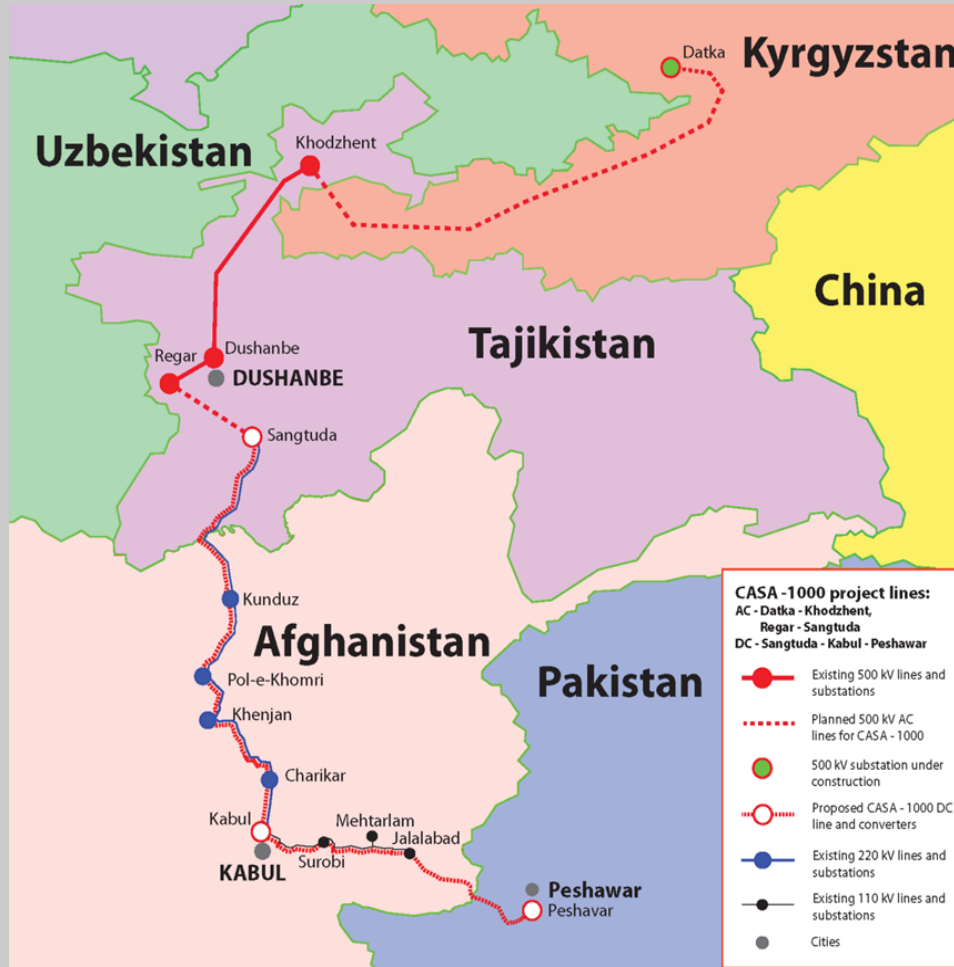 Datka
Kyrgyzstan
Uzbekistan
Khodzhent
China
Tajikistan
Regar
Dushanbe
DUSHANBE
Sangtuda
Kunduz
Afghanistan
Pol-e-Khomri
Pakistan
Khenjan
Charikar
Kabul
Mehtarlam
Jalalabad
Surobi
KABUL
Peshawar
Peshavar
CASA -1000 project lines:
AC - Datka - Khodzhent,
Regar - Sangtuda
DC - Sangtuda - Kabul - Peshawar
Existing 500 kV lines and
substations
Planned 500 kV AC
lines for CASA - 1000
500 kV substation under
construction
Proposed CASA - 1000 DC
line and converters
Existing 220 kV lines and
substations
Existing 110 kV lines and
substations
Cities